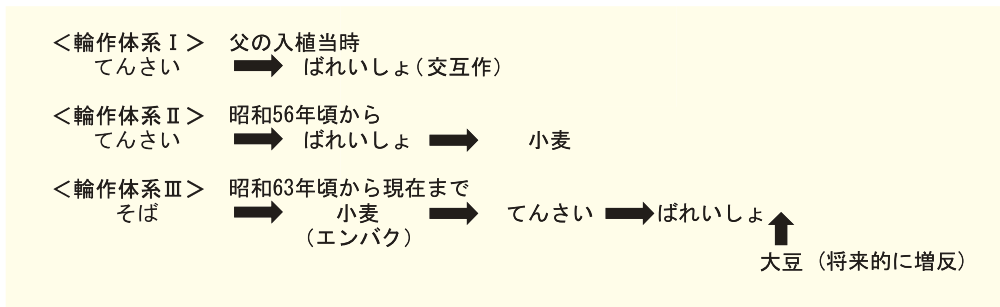 ＜輪作体系Ⅰ＞　父の入植当時
てんさい　➡　ばれいしょ（交互作）
＜輪作体系Ⅱ＞　昭和56年頃から
てんさい　➡　ばれいしょ　➡　小麦
＜輪作体系Ⅲ＞　昭和63年頃から現在まで
そば　➡　小麦　➡　てんさい　➡ばれいしょ
（エンバク）
大豆（将来的に増反）